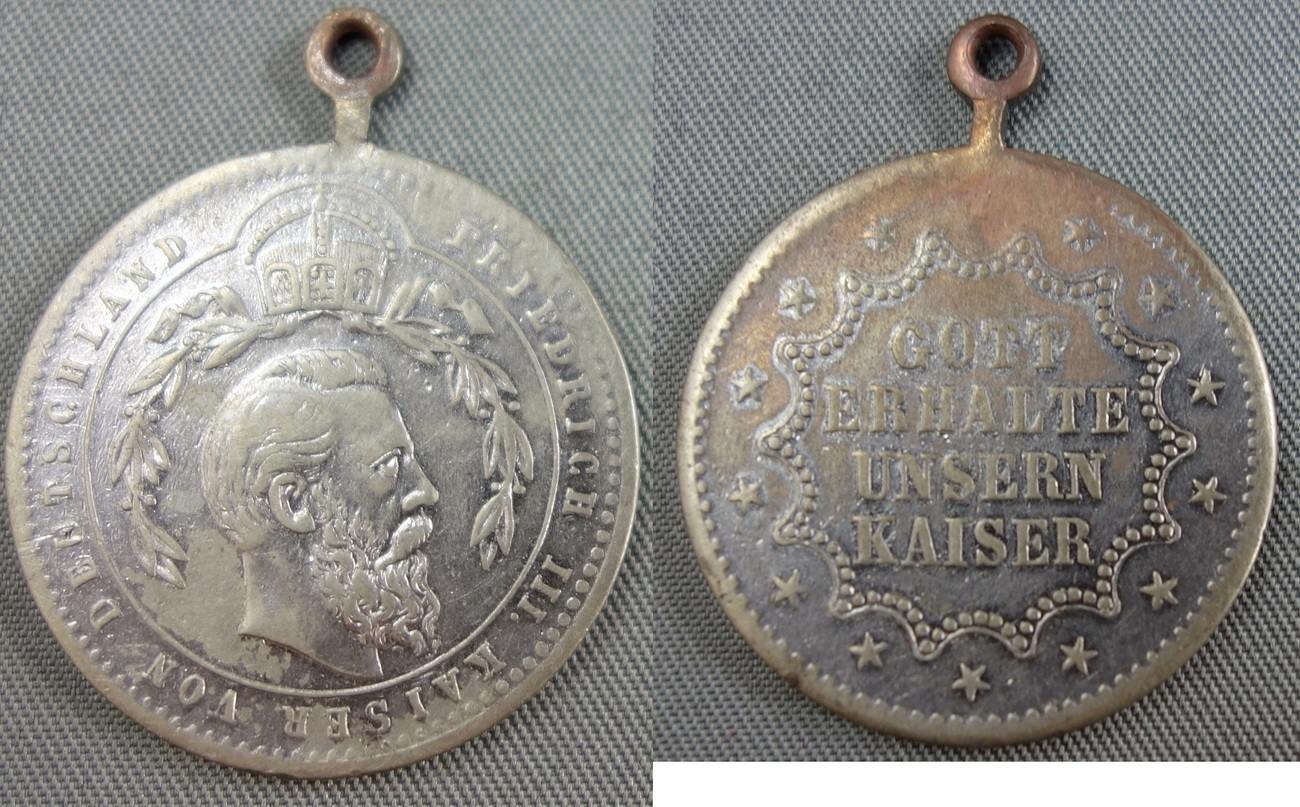 FRIEDRICH III. KAISER VON DEUTSCHLAND
GOTT
ERHALTE
UNSERN
KAISER